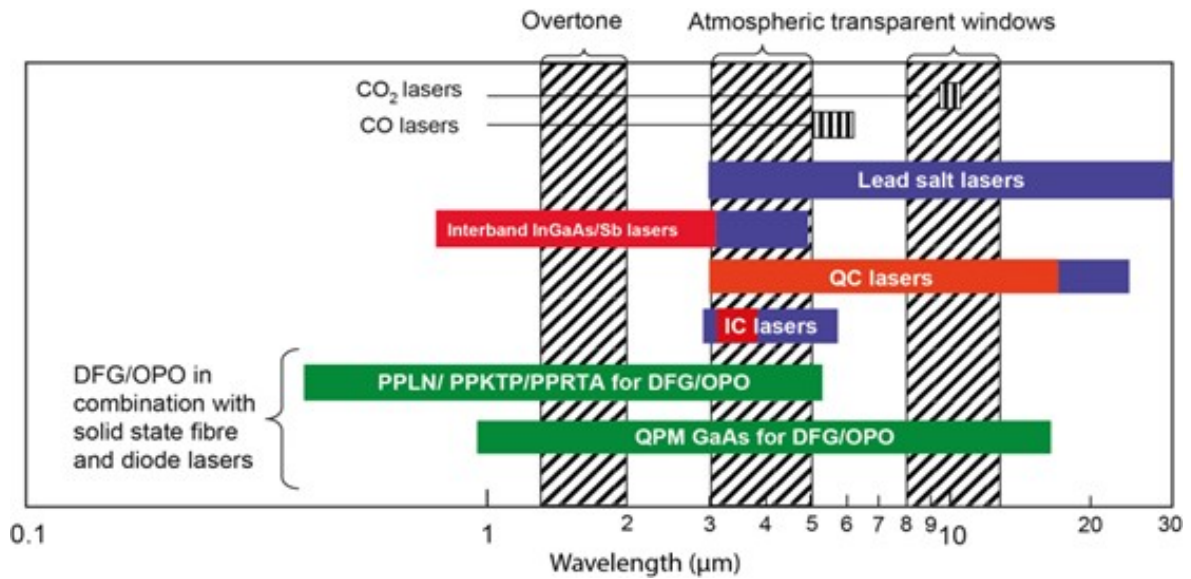 Overtone
Atmospheric transparent windows
CO₂ lasers
CO lasers
Lead salt lasers
Interband InGaAs/Sb lasers
QC lasers
IC lasers
DFG/OPO in
combination with
solid state fibre
and diode lasers
PPLN/ PPKTP/PPRTA for DFG/OPO
QPM GaAs for DFG/OPO
0.1 1 2 3 4 5 6 7 8 9 10 20 30
Wavelength (μm)